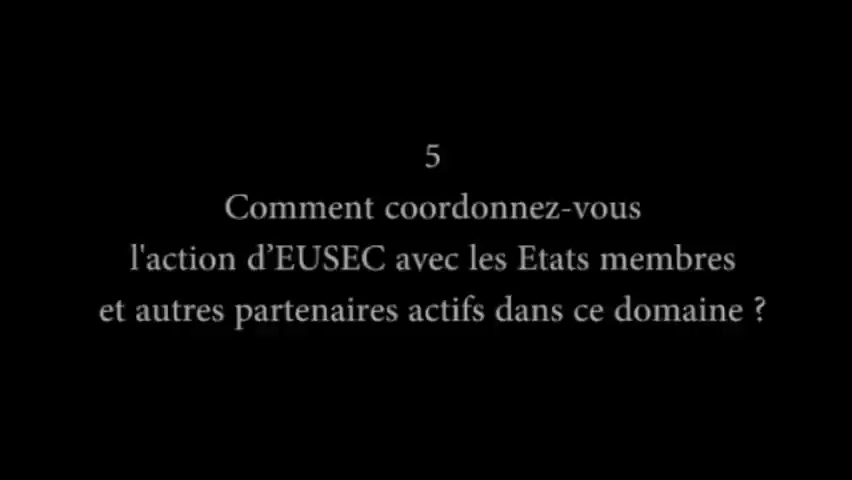 5
Comment coordonnez-vous
l'action d’EUSEC avec les Etats membres
et autres partenaires actifs dans ce domaine ?